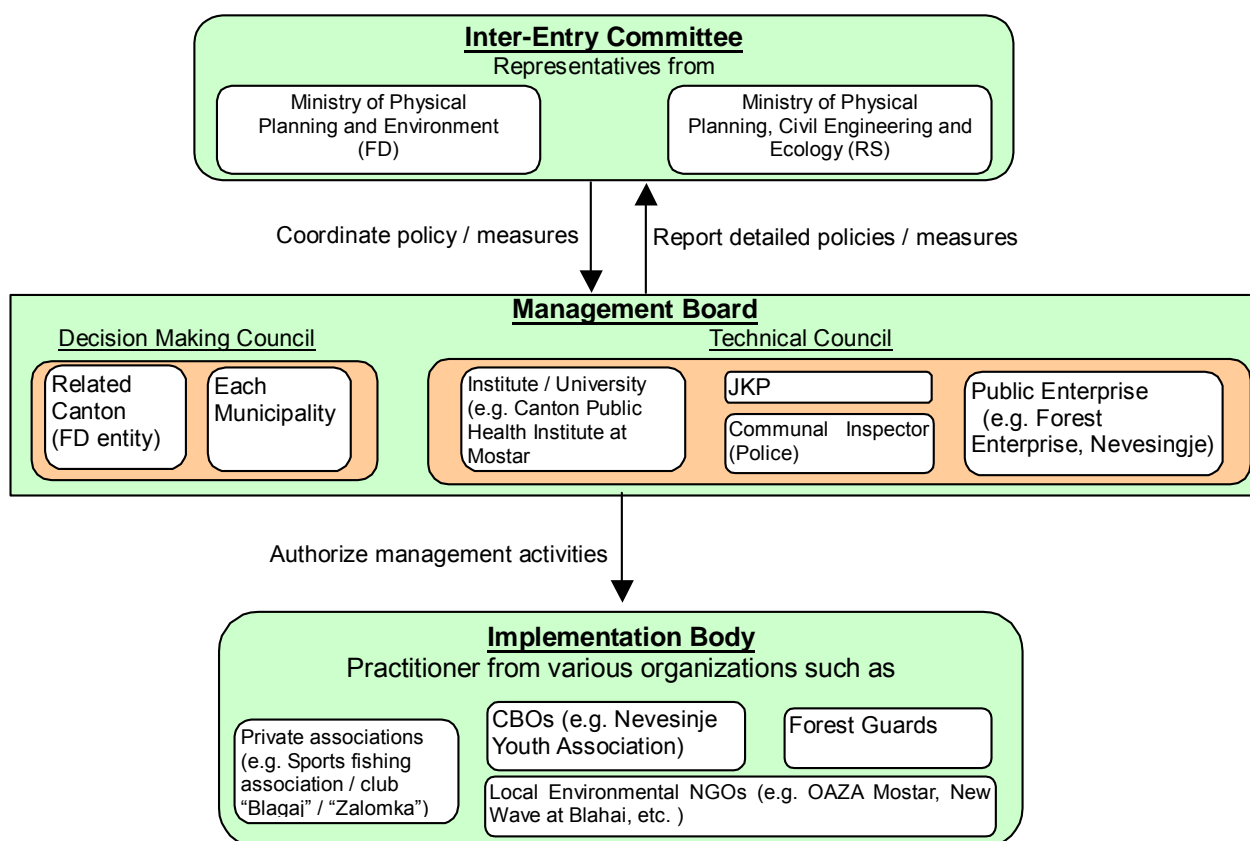 Inter-Entry Committee
Representatives from
Ministry of Physical
Planning and Environment
(FD)
Ministry of Physical
Planning, Civil Engineering and
Ecology (RS)
Coordinate policy / measures
Report detailed policies / measures
Management Board
Decision Making Council
Technical Council
Related
Canton
(FD entity)
Each
Municipality
Institute / University
(e.g. Canton Public
Health Institute at
Mostar
JKP
Communal Inspector
(Police)
Public Enterprise
(e.g. Forest
Enterprise, Nevesingje)
Authorize management activities
Implementation Body
Practitioner from various organizations such as
Private associations
(e.g. Sports fishing
association / club
“Blagaj” / “Zalomka”)
CBOs (e.g. Nevesinje
Youth Association)
Forest Guards
Local Environmental NGOs (e.g. OAZA Mostar, New
Wave at Blahai, etc. )